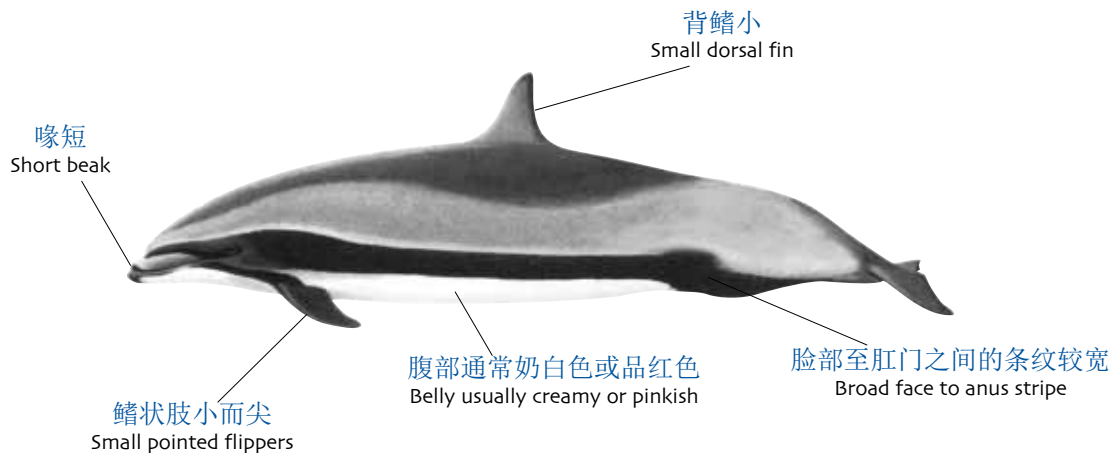 背鳍小
Small dorsal fin
喙短
Short beak
腹部通常奶白色或品红色
Belly usually creamy or pinkish
脸部至肛门之间的条纹较宽
Broad face to anus stripe
鳍状肢小而尖
Small pointed flippers